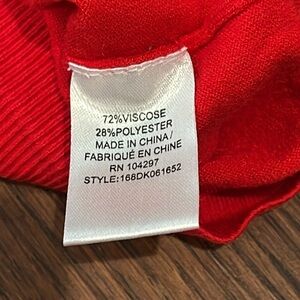 72%VISCOSE
28%POLYESTER
MADE IN CHINA/
FABRIQUÉ EN CHINE
RN 104297
STYLE:168DK061652